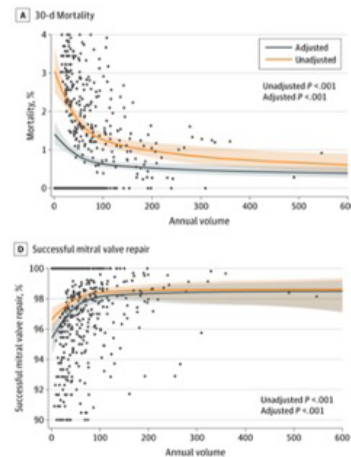 A 30-d Mortality
4
3
2
1
0
Mortality, %
Adjusted
Unadjusted
Unadjusted P <.001
Adjusted P <.001
0 100 200 300 400 500 600
Annual volume
D Successful mitral valve repair
100
98
96
94
92
90
Successful mitral valve repair, %
Unadjusted P <.001
Adjusted P <.001
0 100 200 300 400 500 600
Annual volume